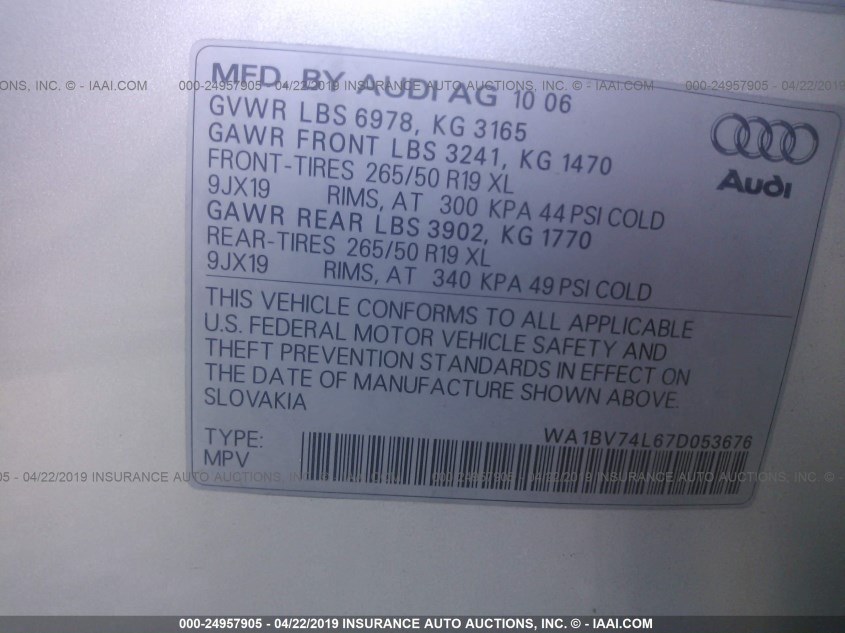 MFD. BY AUDI AG 10 06
GVWR LBS 6978, KG 3165
GAWR FRONT LBS 3241, KG 1470
FRONT-TIRES 265/50 R19 XL
9JX19 RIMS, AT 300 KPA 44 PSI COLD
GAWR REAR LBS 3902, KG 1770
REAR-TIRES 265/50 R19 XL
9JX19 RIMS, AT 340 KPA 49 PSI COLD
Audi
THIS VEHICLE CONFORMS TO ALL APPLICABLE
U.S. FEDERAL MOTOR VEHICLE SAFETY AND
THEFT PREVENTION STANDARDS IN EFFECT ON
THE DATE OF MANUFACTURE SHOWN ABOVE.
SLOVAKIA
WA1BV74L67D053676
TYPE:
MPV
000-24957905 - 04/22/2019 INSURANCE AUTO AUCTIONS, INC. - IAAI.COM